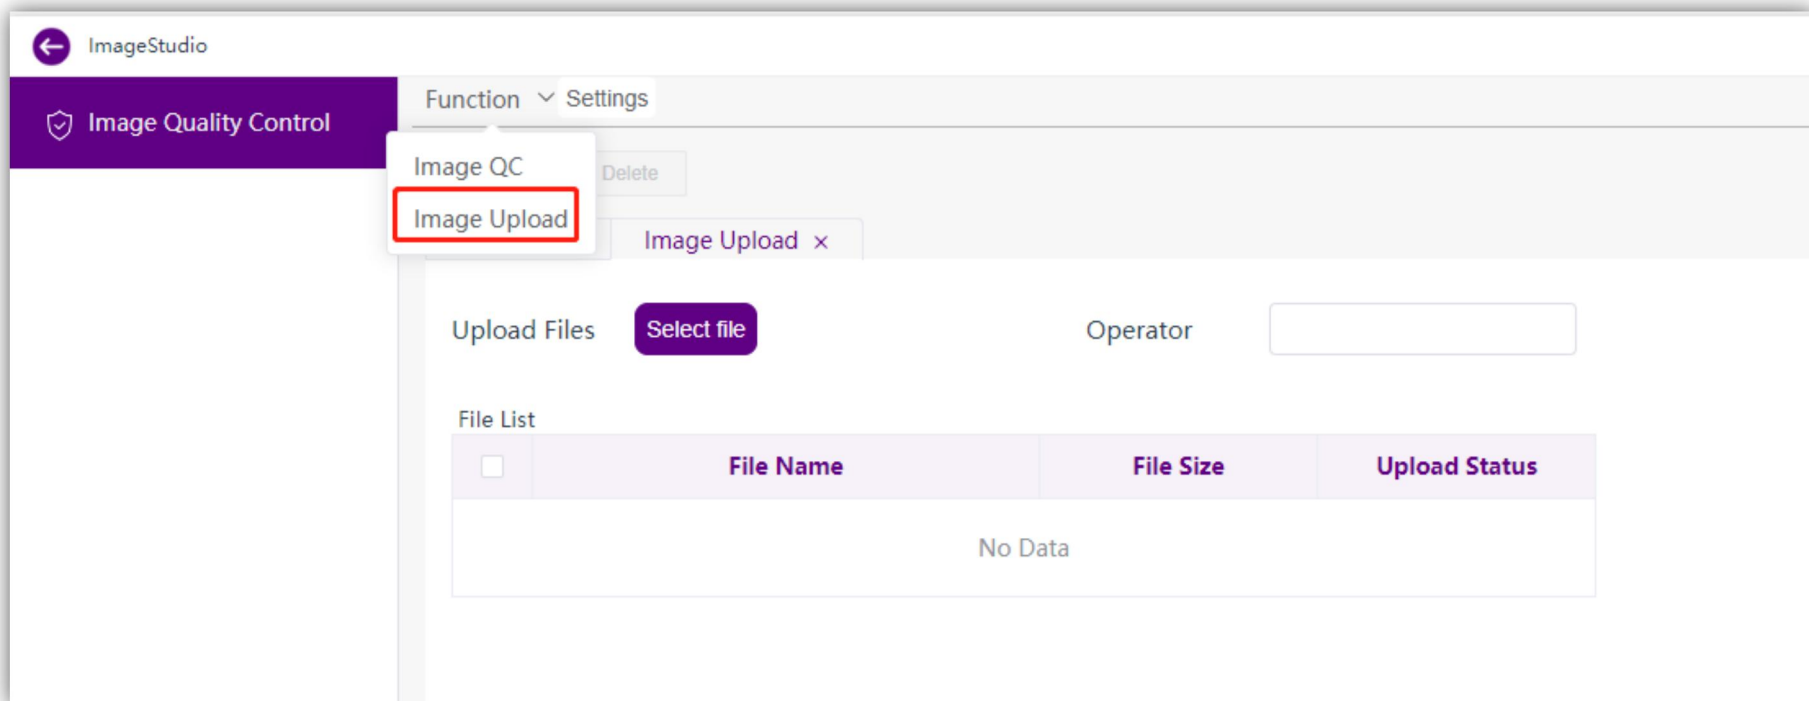 ImageStudio
Image Quality Control
Function Settings
Image QC
Delete
Image Upload
Image Upload ×
Upload Files Select file Operator
File List
File Name File Size Upload Status
No Data